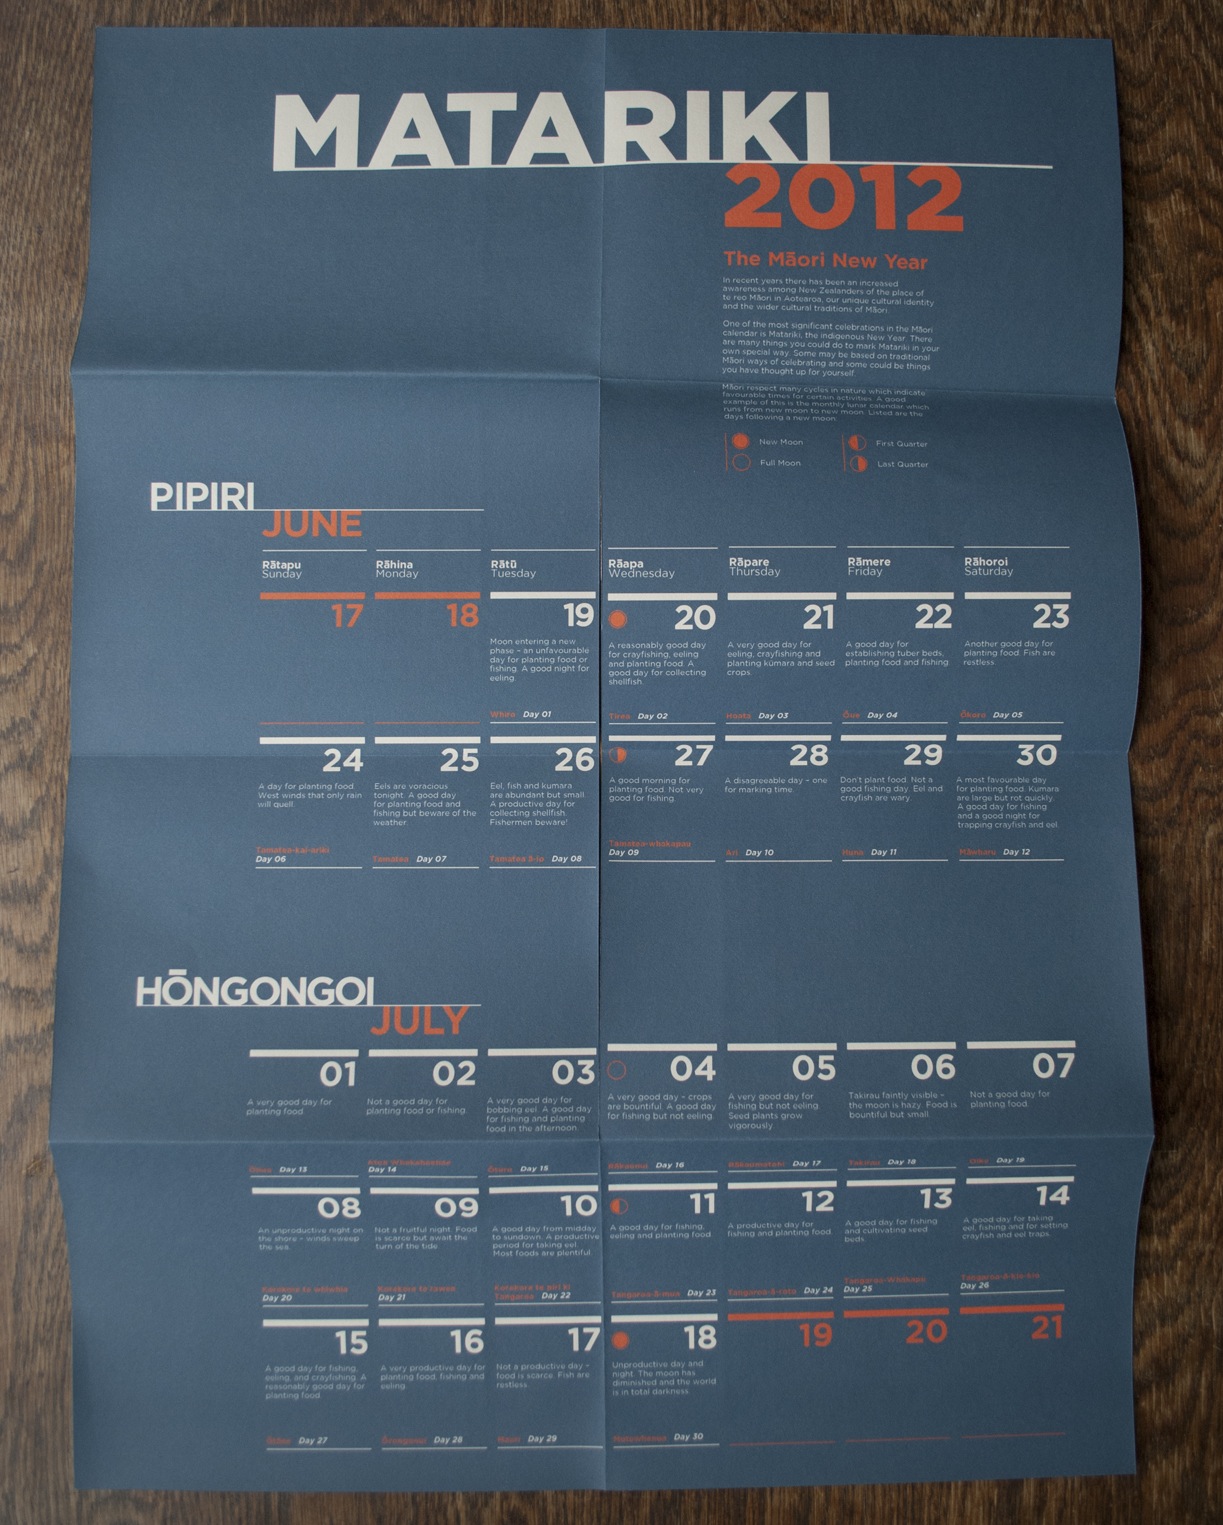 MATARIKI
2012
The Māori New Year
In recent years there has been an increased
awareness among New Zealanders of the place of
te reo Māori in Aotearoa, our unique cultural identity
and the wider cultural traditions of Māori.
One of the most significant celebrations in the Māori
calendar is Matariki, the indigenous New Year. There
are many things you could do to mark Matariki in your
own special way. Some may be based on traditional
Māori ways of celebrating and some could be things
you have thought up for yourself.
Māori respect many cycles in nature which indicate
favourable times for certain activities. A good
example of this is the monthly lunar calendar which
runs from new moon to new moon. Listed are the
days following a new moon.
New Moon
First Quarter
Full Moon
Last Quarter
PIPIRI
JUNE
Rātapu
Sunday
Rāhina
Monday
Rātū
Tuesday
Rāapa
Wednesday
Rāpare
Thursday
Rāmere
Friday
Rāhoroi
Saturday
17
18
19
Moon entering a new
phase – an unfavourable
day for planting food or
fishing. A good night for
eeling.
Whiro Day 01
20
A reasonably good day
for crayfishing, eeling
and planting food. A
good day for collecting
shellfish.
Tirea Day 02
21
A very good day for
eeling, crayfishing and
planting kūmara and seed
crops.
Hoata Day 03
22
A good day for
establishing tuber beds,
planting food and fishing.
Ōue Day 04
23
Another good day for
planting food. Fish are
restless.
Ōkoro Day 05
24
A day for planting food.
West winds that only rain
will quell.
Tamatea-kai-ariki
Day 06
25
Eels are voracious
tonight. A good day
for planting food and
fishing but beware of the
weather.
Tamatea Day 07
26
Eel, fish and kumara
are abundant but small.
A productive day for
collecting shellfish.
Fishermen beware!
Tamatea ā-io Day 08
27
A good morning for
planting food. Not very
good for fishing.
Tamatea-whakapau
Day 09
28
A disagreeable day – one
for marking time.
Ari Day 10
29
Don't plant food. Not a
good fishing day. Eel and
crayfish are wary.
Huna Day 11
30
A most favourable day
for planting food. Kumara
are large but rot quickly.
A good day for fishing
and a good night for
trapping crayfish and eel.
Māwharu Day 12
HŌNGONGOI
JULY
01
A very good day for
planting food.
Day 13
02
Not a good day for
planting food or fishing.
Atua Whakahaehae
Day 14
03
A very good day for
bobbing eel. A good day
for fishing and planting
food in the afternoon.
Ōturu Day 15
04
A very good day – crops
are bountiful. A good day
for fishing but not eeling.
Rākaunui Day 16
05
A very good day for
fishing but not eeling.
Seed plants grow
vigorously.
Rākaumatohi Day 17
06
Takirau faintly visible –
the moon is hazy. Food is
bountiful but small.
Takirau Day 18
07
Not a good day for
planting food.
Oike Day 19
08
An unproductive night on
the shore – winds sweep
the sea.
Korekore te wēiwēia
Day 20
09
Not a fruitful night. Food
is scarce but await the
turn of the tide.
Korekore te rawea
Day 21
10
A good day from midday
to sundown. A productive
period for taking eel.
Most foods are plentiful.
Korekore te piri ki
Tangaroa Day 22
11
A good day for fishing,
eeling and planting food.
Tangaroa-ā-mua Day 23
12
A productive day for
fishing and planting food.
Tangaroa-ā-roto Day 24
13
A good day for fishing
and cultivating seed
beds.
Tangaroa-Whakapau
Day 25
14
A good day for taking
eel, fishing and for setting
crayfish and eel traps.
Tangaroa-ā-kio-kio
Day 26
15
A good day for fishing,
eeling, and crayfishing. A
reasonably good day for
planting food.
Ōtāne Day 27
16
A very productive day for
planting food, fishing and
eeling.
Ōrongonui Day 28
17
Not a productive day –
food is scarce. Fish are
restless.
Mauri Day 29
18
Unproductive day and
night. The moon has
diminished and the world
is in total darkness.
Mutuwhenua Day 30
19
20
21